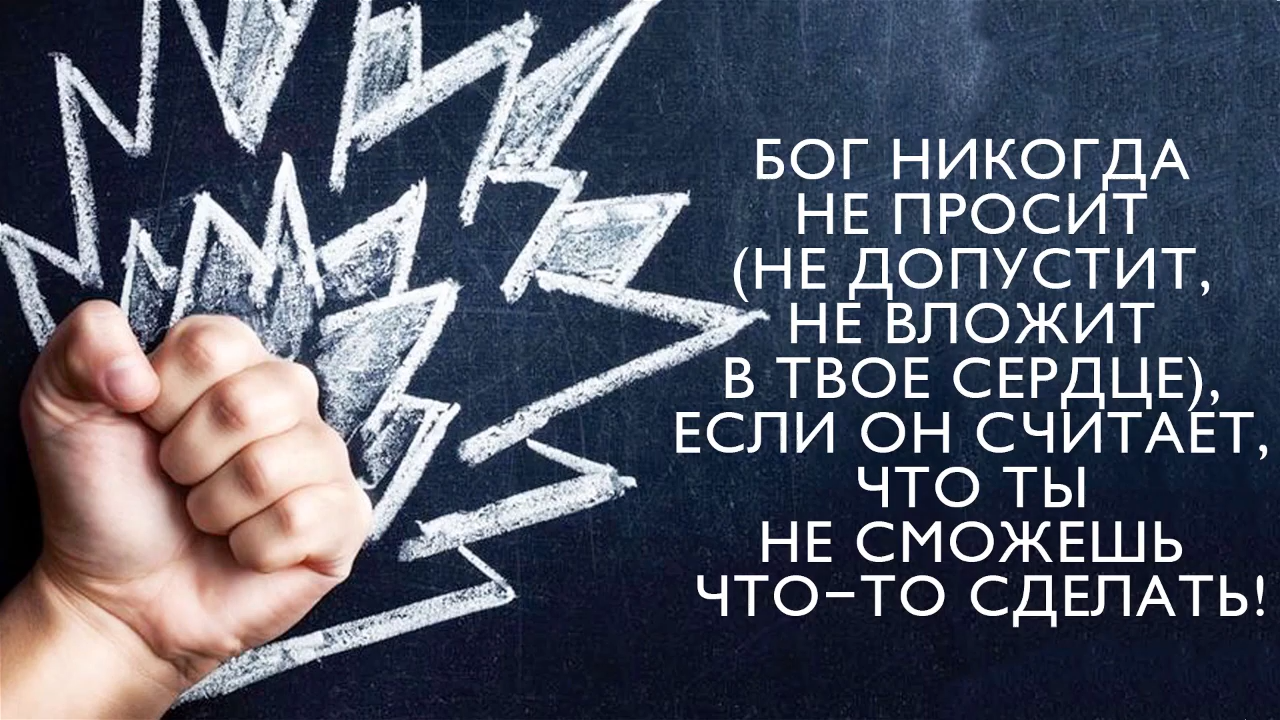 БОГ НИКОГДА
НЕ ПРОСИТ
(НЕ ДОПУСТИТ,
НЕ ВЛОЖИТ
В ТВОЕ СЕРДЦЕ),
ЕСЛИ ОН СЧИТАЕТ,
ЧТО ТЫ
НЕ СМОЖЕШЬ
ЧТО-ТО СДЕЛАТЬ!